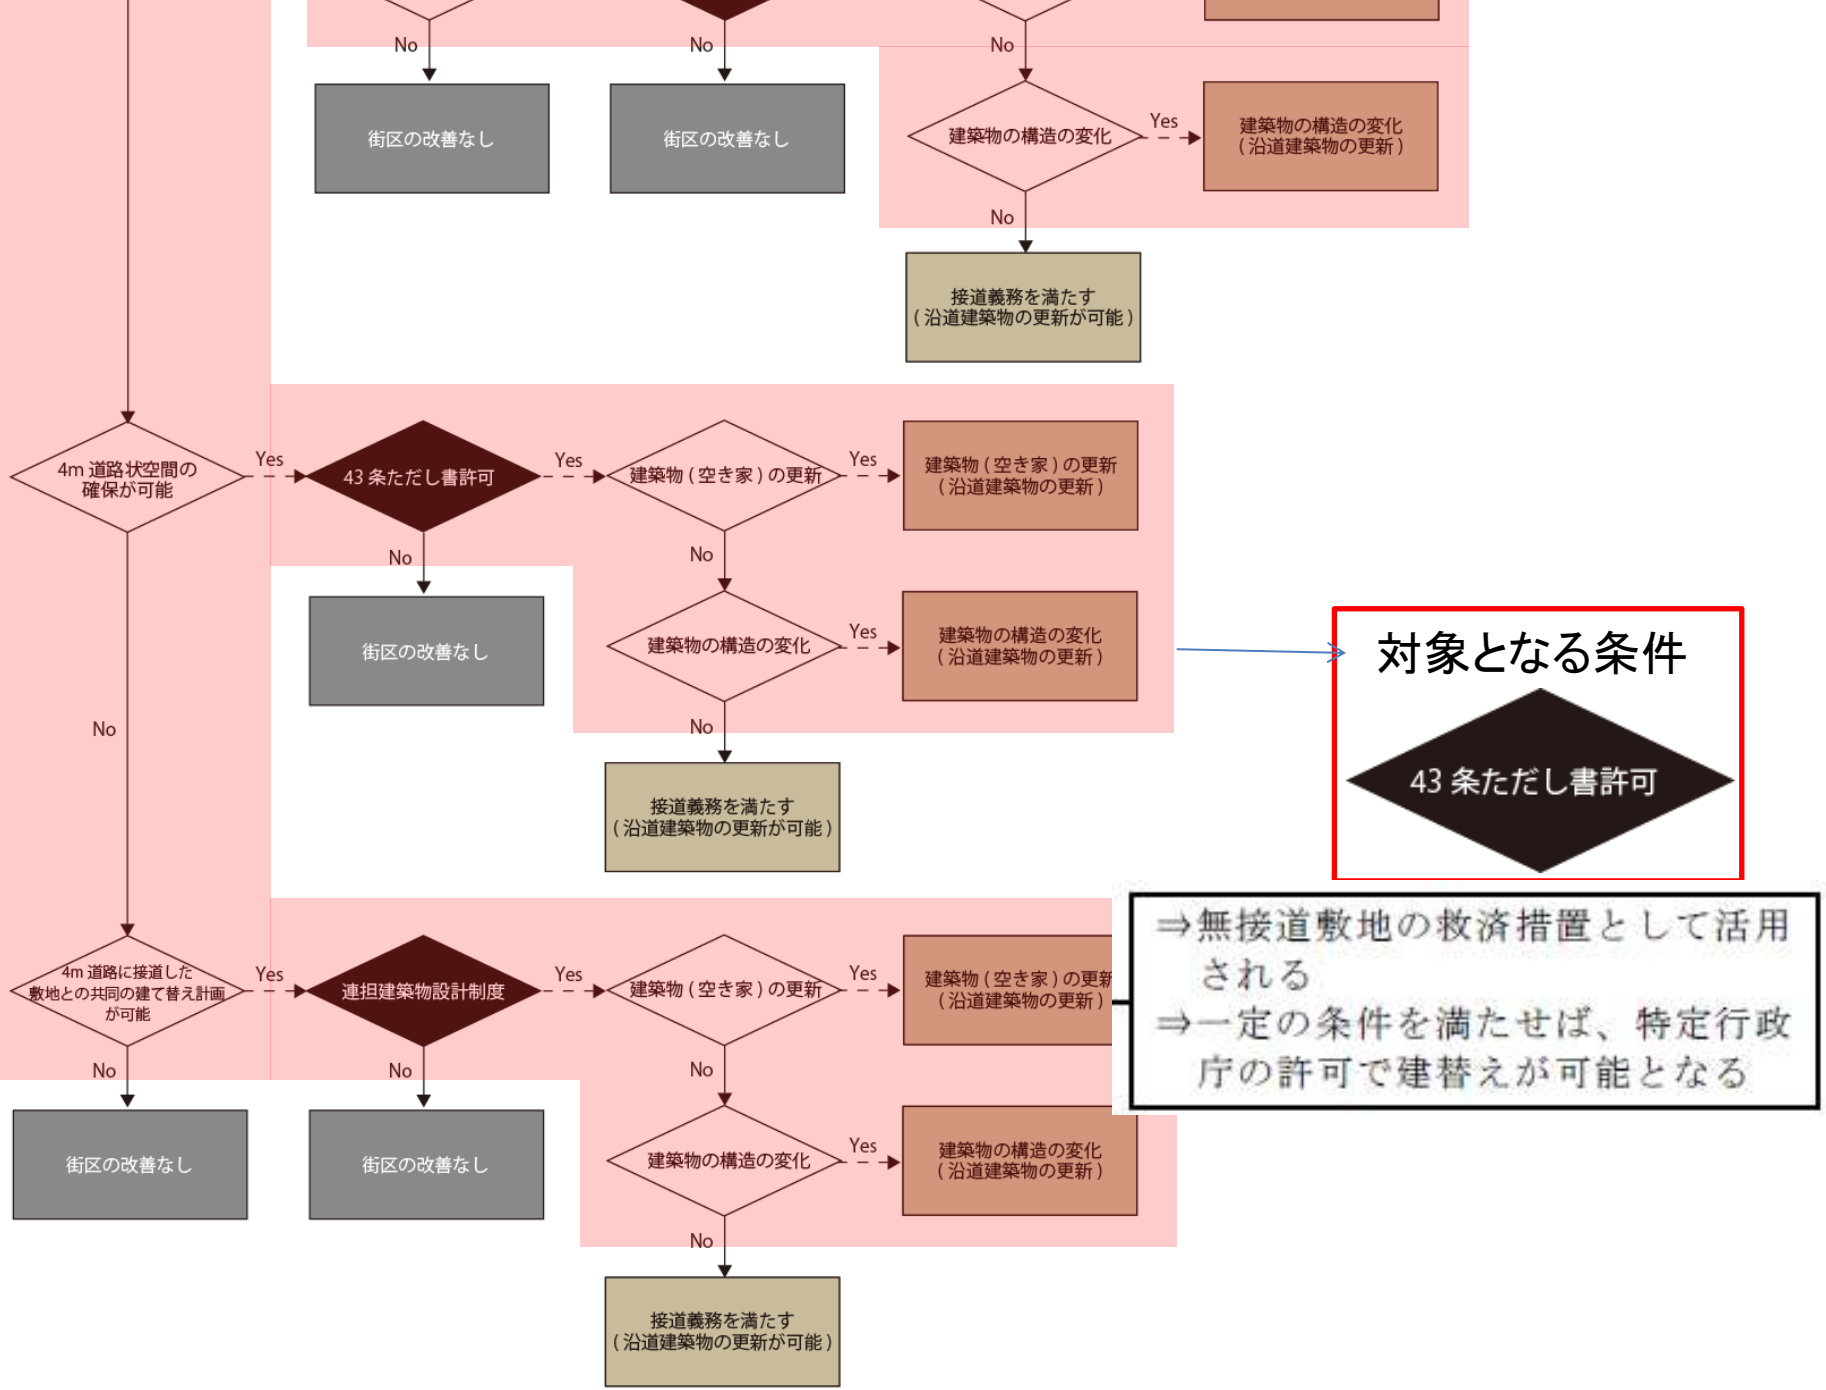 No
No
No
街区の改善なし
街区の改善なし
建築物の構造の変化
Yes
建築物の構造の変化
(沿道建築物の更新)
No
接道義務を満たす
(沿道建築物の更新が可能)
4m 道路状空間の
確保が可能
Yes
43 条ただし書許可
Yes
建築物(空き家)の更新
Yes
建築物(空き家)の更新
(沿道建築物の更新)
No
No
街区の改善なし
建築物の構造の変化
Yes
建築物の構造の変化
(沿道建築物の更新)
No
No
接道義務を満たす
(沿道建築物の更新が可能)
対象となる条件
43 条ただし書許可
⇒無接道敷地の救済措置として活用
される
⇒一定の条件を満たせば、特定行政
庁の許可で建替えが可能となる
4m 道路に接道した
敷地との共同の建て替え計画
が可能
Yes
連担建築物設計制度
Yes
建築物(空き家)の更新
Yes
建築物(空き家)の更新
(沿道建築物の更新)
No
No
No
街区の改善なし
街区の改善なし
建築物の構造の変化
Yes
建築物の構造の変化
(沿道建築物の更新)
No
接道義務を満たす
(沿道建築物の更新が可能)